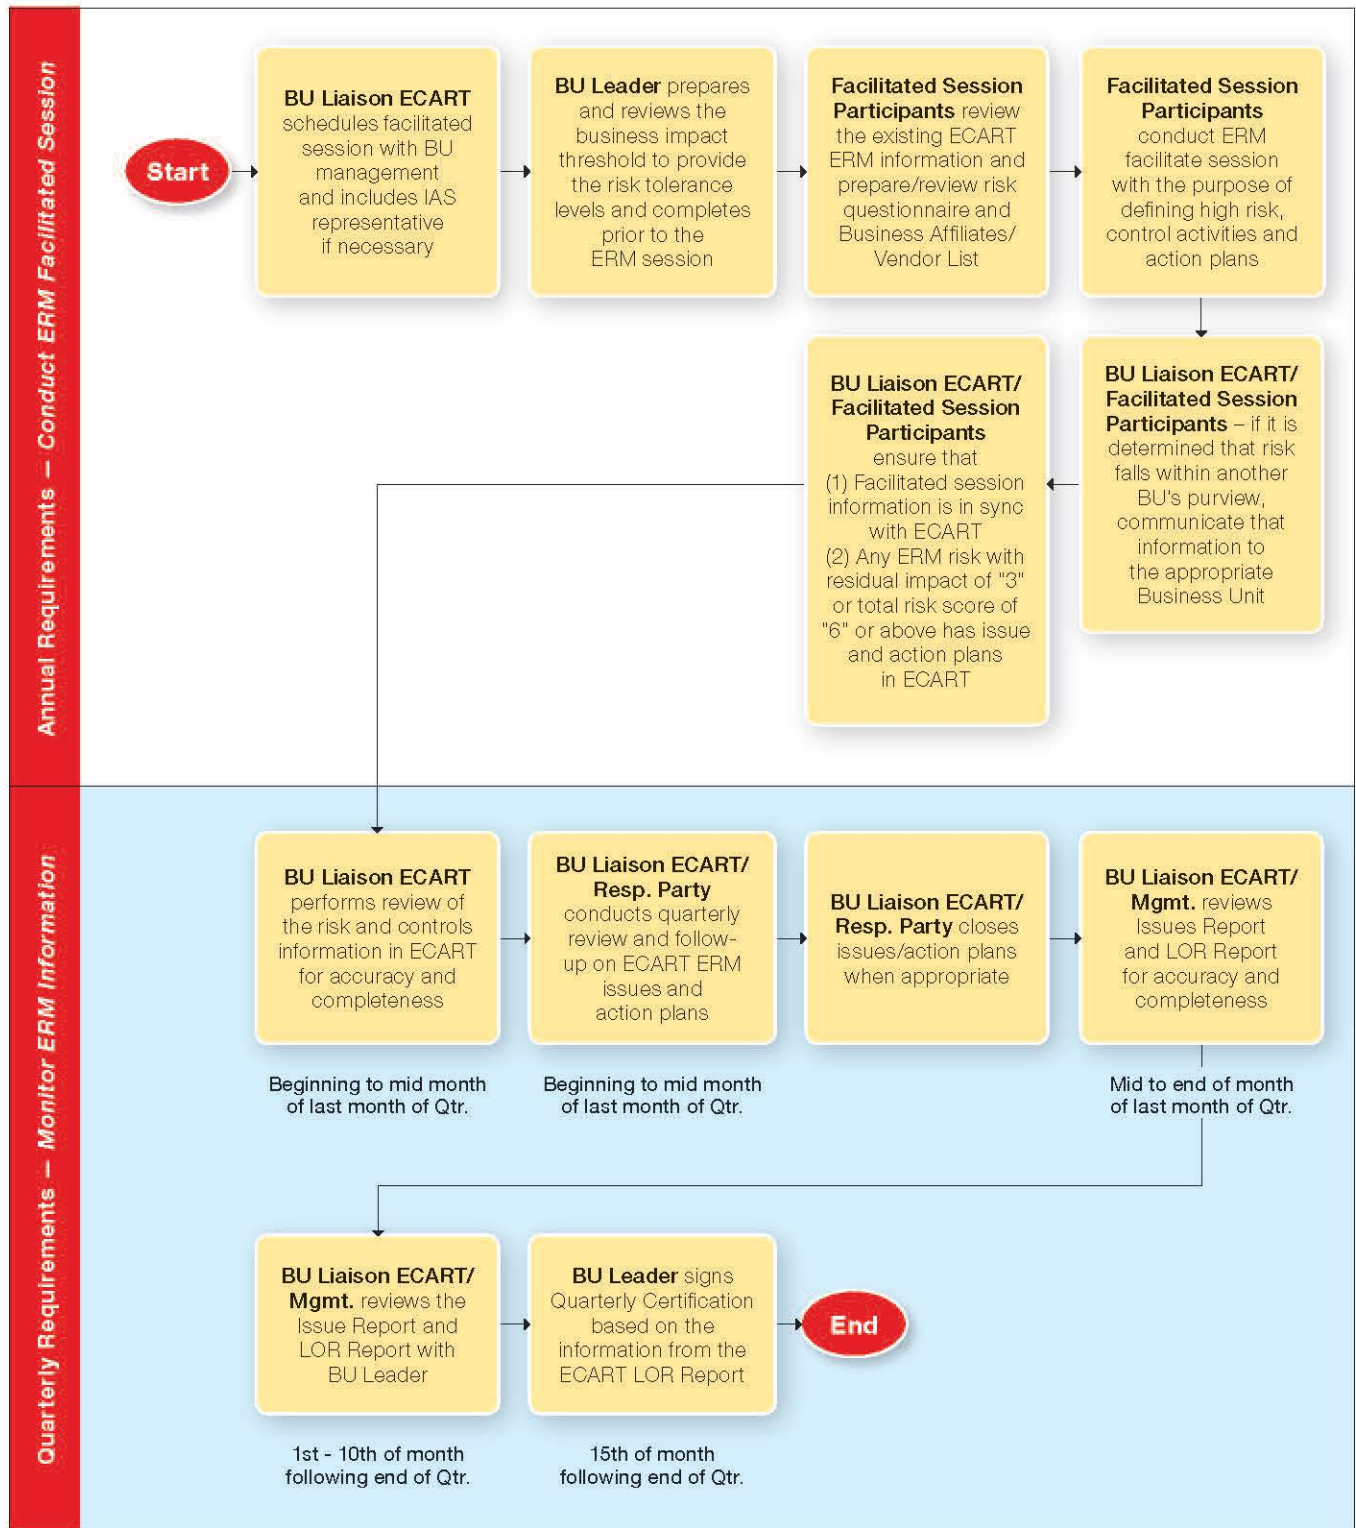 Annual Requirements — Conduct ERM Facilitated Session
Start
BU Liaison ECART
schedules facilitated
session with BU
management
and includes IAS
representative
if necessary
BU Leader prepares
and reviews the
business impact
threshold to provide
the risk tolerance
levels and completes
prior to the
ERM session
Facilitated Session
Participants review
the existing ECART
ERM information and
prepare/review risk
questionnaire and
Business Affiliates/
Vendor List
Facilitated Session
Participants
conduct ERM
facilitate session
with the purpose of
defining high risk,
control activities and
action plans
BU Liaison ECART/
Facilitated Session
Participants – if it is
determined that risk
falls within another
BU's purview,
communicate that
information to
the appropriate
Business Unit
BU Liaison ECART/
Facilitated Session
Participants
ensure that
(1) Facilitated session
information is in sync
with ECART
(2) Any ERM risk with
residual impact of "3"
or total risk score of
"6" or above has issue
and action plans
in ECART
Quarterly Requirements — Monitor ERM Information
BU Liaison ECART
performs review of
the risk and controls
information in ECART
for accuracy and
completeness
Beginning to mid month
of last month of Qtr.
BU Liaison ECART/
Resp. Party
conducts quarterly
review and follow-
up on ECART ERM
issues and
action plans
Beginning to mid month
of last month of Qtr.
BU Liaison ECART/
Resp. Party closes
issues/action plans
when appropriate
BU Liaison ECART/
Mgmt. reviews
Issues Report
and LOR Report
for accuracy and
completeness
Mid to end of month
of last month of Qtr.
BU Liaison ECART/
Mgmt. reviews the
Issue Report and
LOR Report with
BU Leader
1st - 10th of month
following end of Qtr.
BU Leader signs
Quarterly Certification
based on the
information from the
ECART LOR Report
15th of month
following end of Qtr.
End